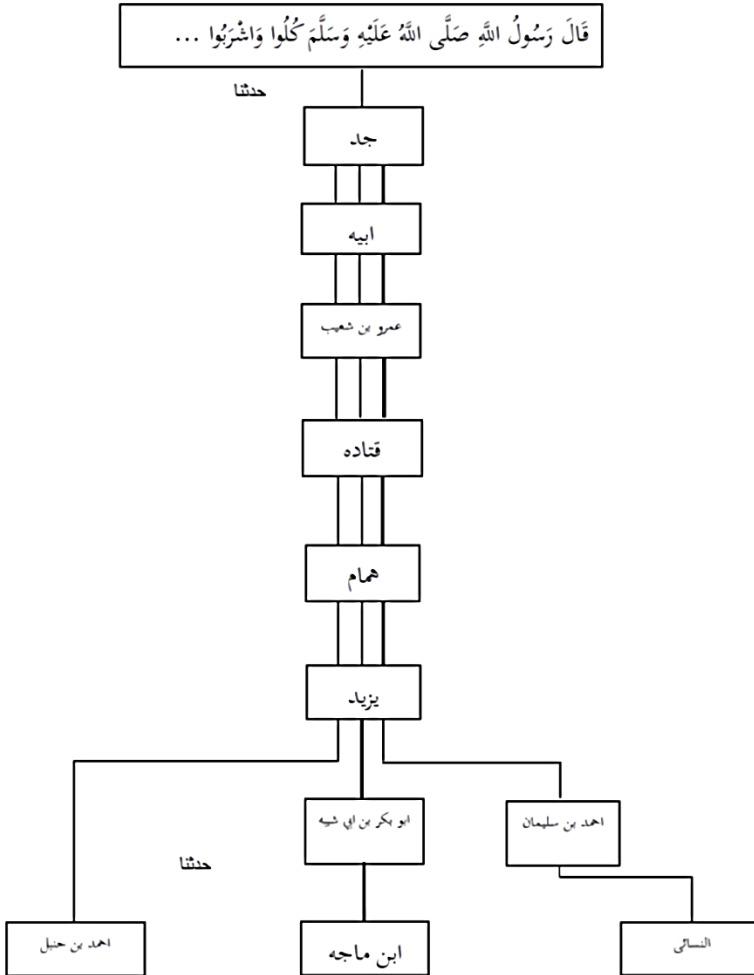 قَالَ رَسُولُ اللَّهِ صَلَّى اللَّهُ عَلَيْهِ وَسَلَّمَ كُلُوا وَاشْرَبُوا ...
حدثنا
جد
ابيه
عمرو بن شعيب
قتاده
همام
يزيد
احمد بن سليمان
ابو بكر بن ابي شيبه
حدثنا
النسائى
ابن ماجه
احمد بن حنبل